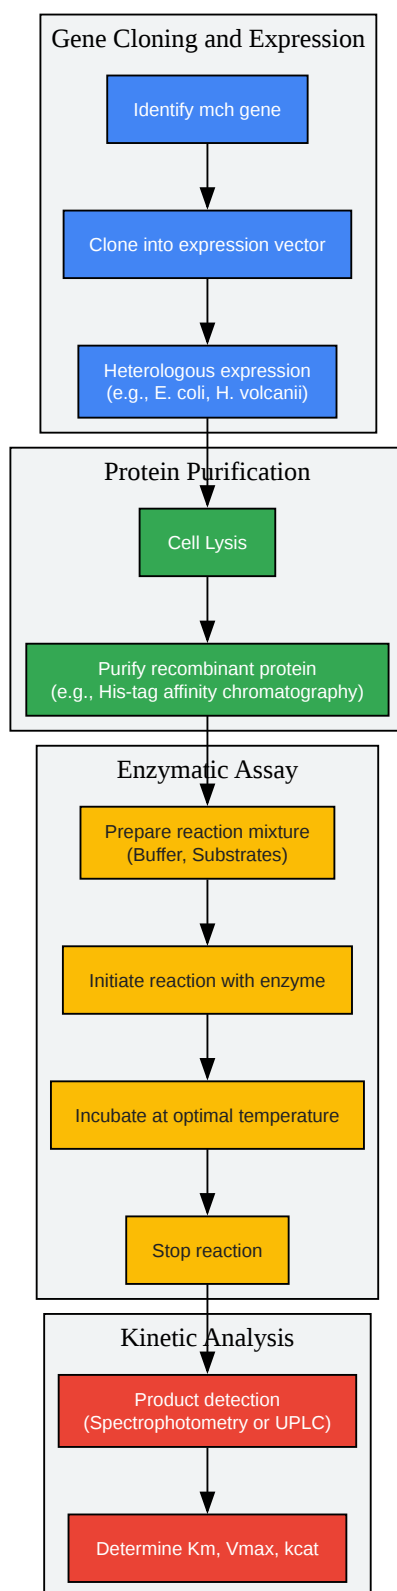 Gene Cloning and Expression
Identify mch gene
Clone into expression vector
Heterologous expression
(e.g., E. coli, H. volcanii)
Protein Purification
Cell Lysis
Purify recombinant protein
(e.g., His-tag affinity chromatography)
Enzymatic Assay
Prepare reaction mixture
(Buffer, Substrates)
Initiate reaction with enzyme
Incubate at optimal temperature
Stop reaction
Kinetic Analysis
Product detection
(Spectrophotometry or UPLC)
Determine Km, Vmax, kcat